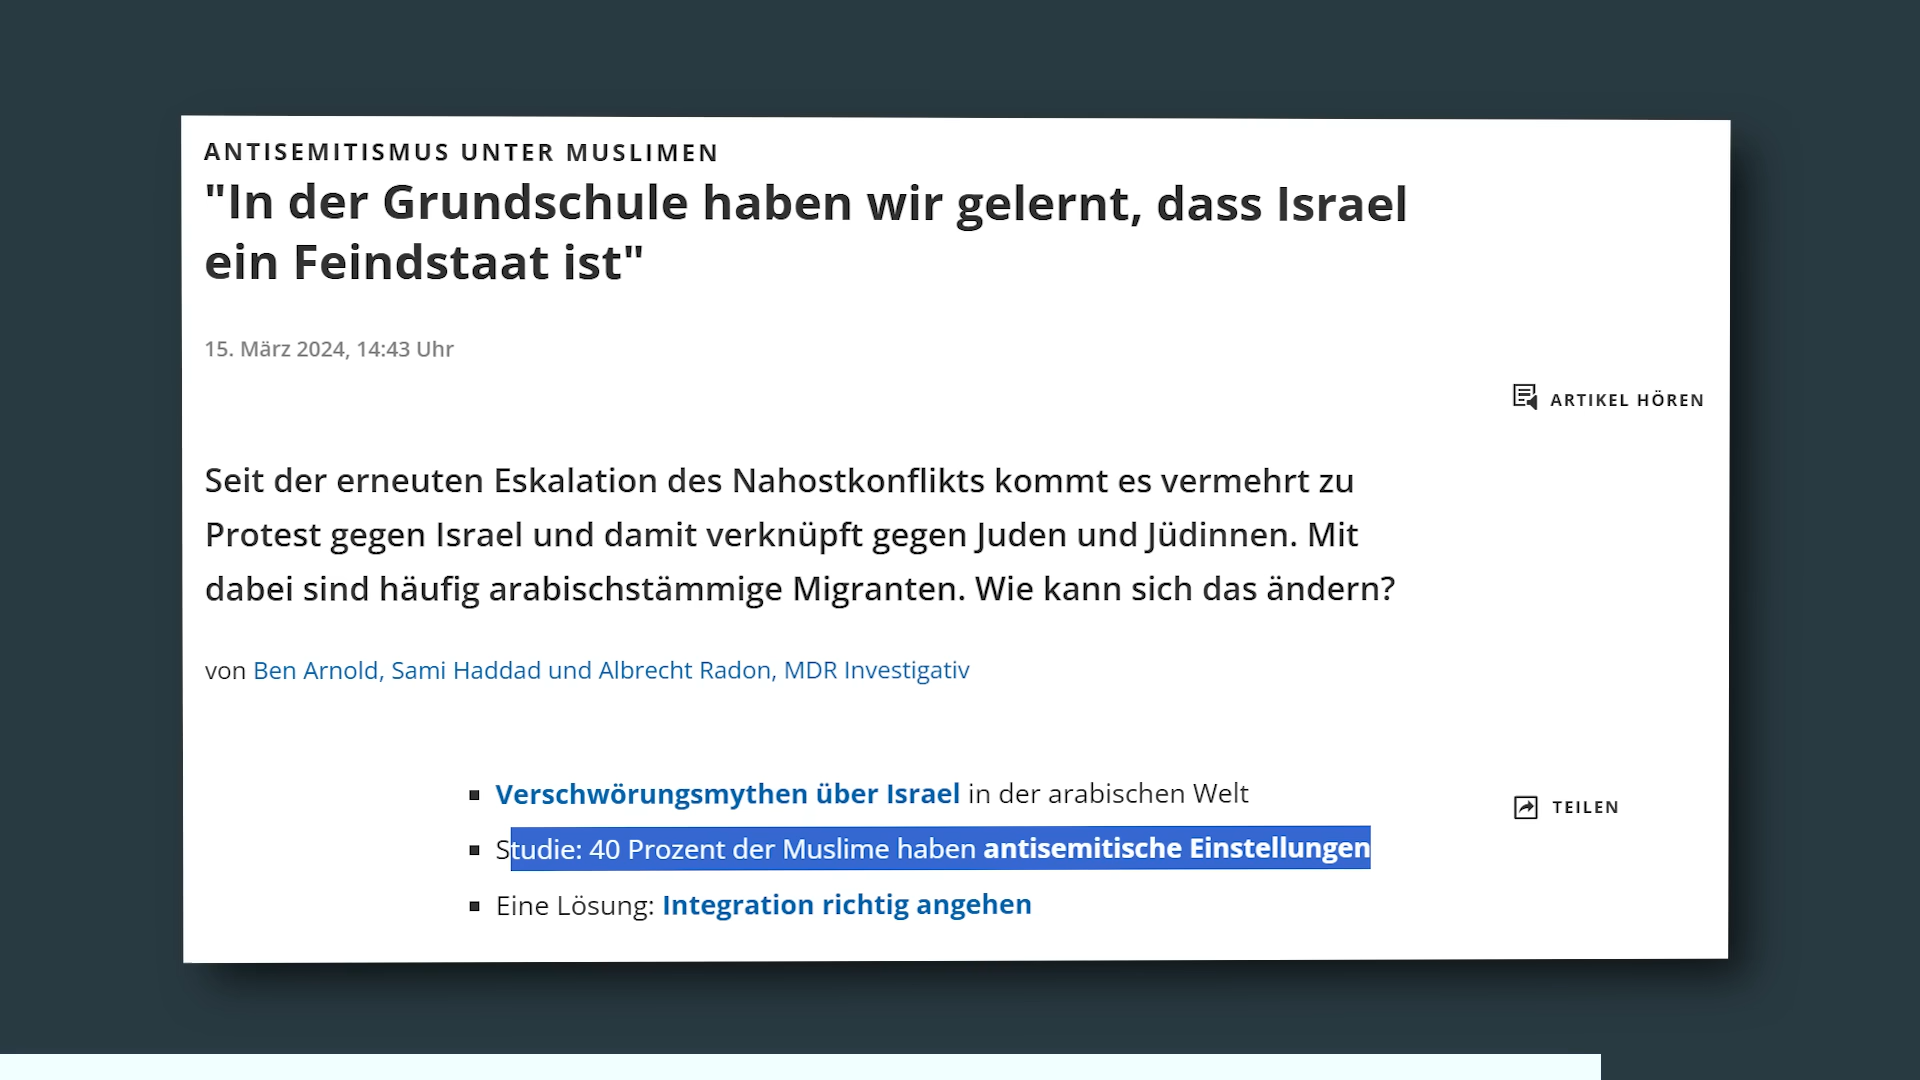 ANTISEMITISMUS UNTER MUSLIMEN
"In der Grundschule haben wir gelernt, dass Israel
ein Feindstaat ist"
15. März 2024, 14:43 Uhr
ARTIKEL HÖREN
Seit der erneuten Eskalation des Nahostkonflikts kommt es vermehrt zu
Protest gegen Israel und damit verknüpft gegen Juden und Jüdinnen. Mit
dabei sind häufig arabischstämmige Migranten. Wie kann sich das ändern?
von Ben Arnold, Sami Haddad und Albrecht Radon, MDR Investigativ
Verschwörungsmythen über Israel in der arabischen Welt
TEILEN
Studie: 40 Prozent der Muslime haben antisemitische Einstellungen
Eine Lösung: Integration richtig angehen